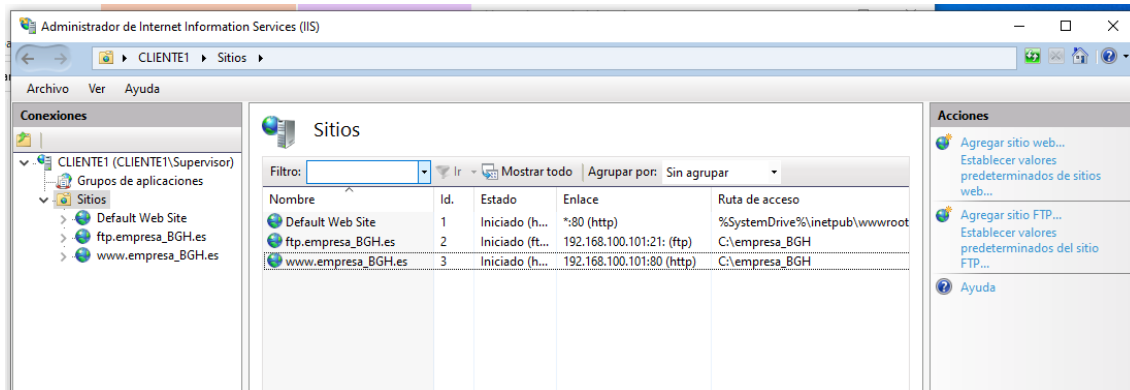 Administrador de Internet Information Services (IIS)
CLIENTE1 Sitios
Archivo Ver Ayuda
Conexiones
CLIENTE1 (CLIENTE1\Supervisor)
Grupos de aplicaciones
Sitios
Default Web Site
ftp.empresa_BGH.es
www.empresa_BGH.es
Sitios
Filtro: Ir Mostrar todo Agrupar por: Sin agrupar
Nombre Id. Estado Enlace Ruta de acceso
Default Web Site 1 Iniciado (h... *:80 (http) %SystemDrive%\inetpub\wwwroot
ftp.empresa_BGH.es 2 Iniciado (ft... 192.168.100.101:21: (ftp) C:\empresa_BGH
www.empresa_BGH.es 3 Iniciado (h... 192.168.100.101:80 (http) C:\empresa_BGH
Acciones
Agregar sitio web...
Establecer valores
predeterminados de sitios
web...
Agregar sitio FTP...
Establecer valores
predeterminados del sitio
FTP...
Ayuda